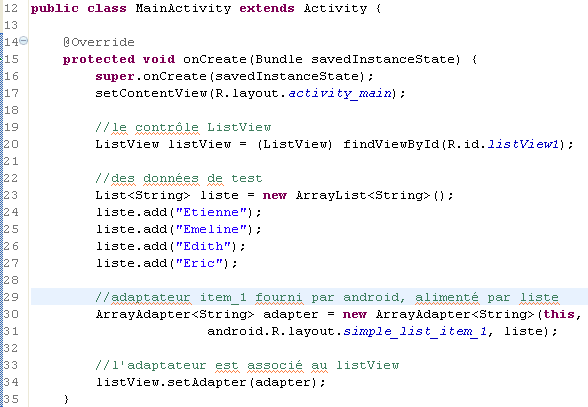 12 public class MainActivity extends Activity {
13
14 @Override
15 protected void onCreate(Bundle savedInstanceState) {
16 super.onCreate(savedInstanceState);
17 setContentView(R.layout.activity_main);
18
19 //le contrôle ListView
20 ListView listView = (ListView) findViewById(R.id.listView1);
21
22 //des données de test
23 List<String> liste = new ArrayList<String>();
24 liste.add("Etienne");
25 liste.add("Emeline");
26 liste.add("Edith");
27 liste.add("Eric");
28
29 //adaptateur item_1 fourni par android, alimenté par liste
30 ArrayAdapter<String> adapter = new ArrayAdapter<String>(this,
31 android.R.layout.simple_list_item_1, liste);
32
33 //l'adaptateur est associé au listView
34 listView.setAdapter(adapter);
35 }